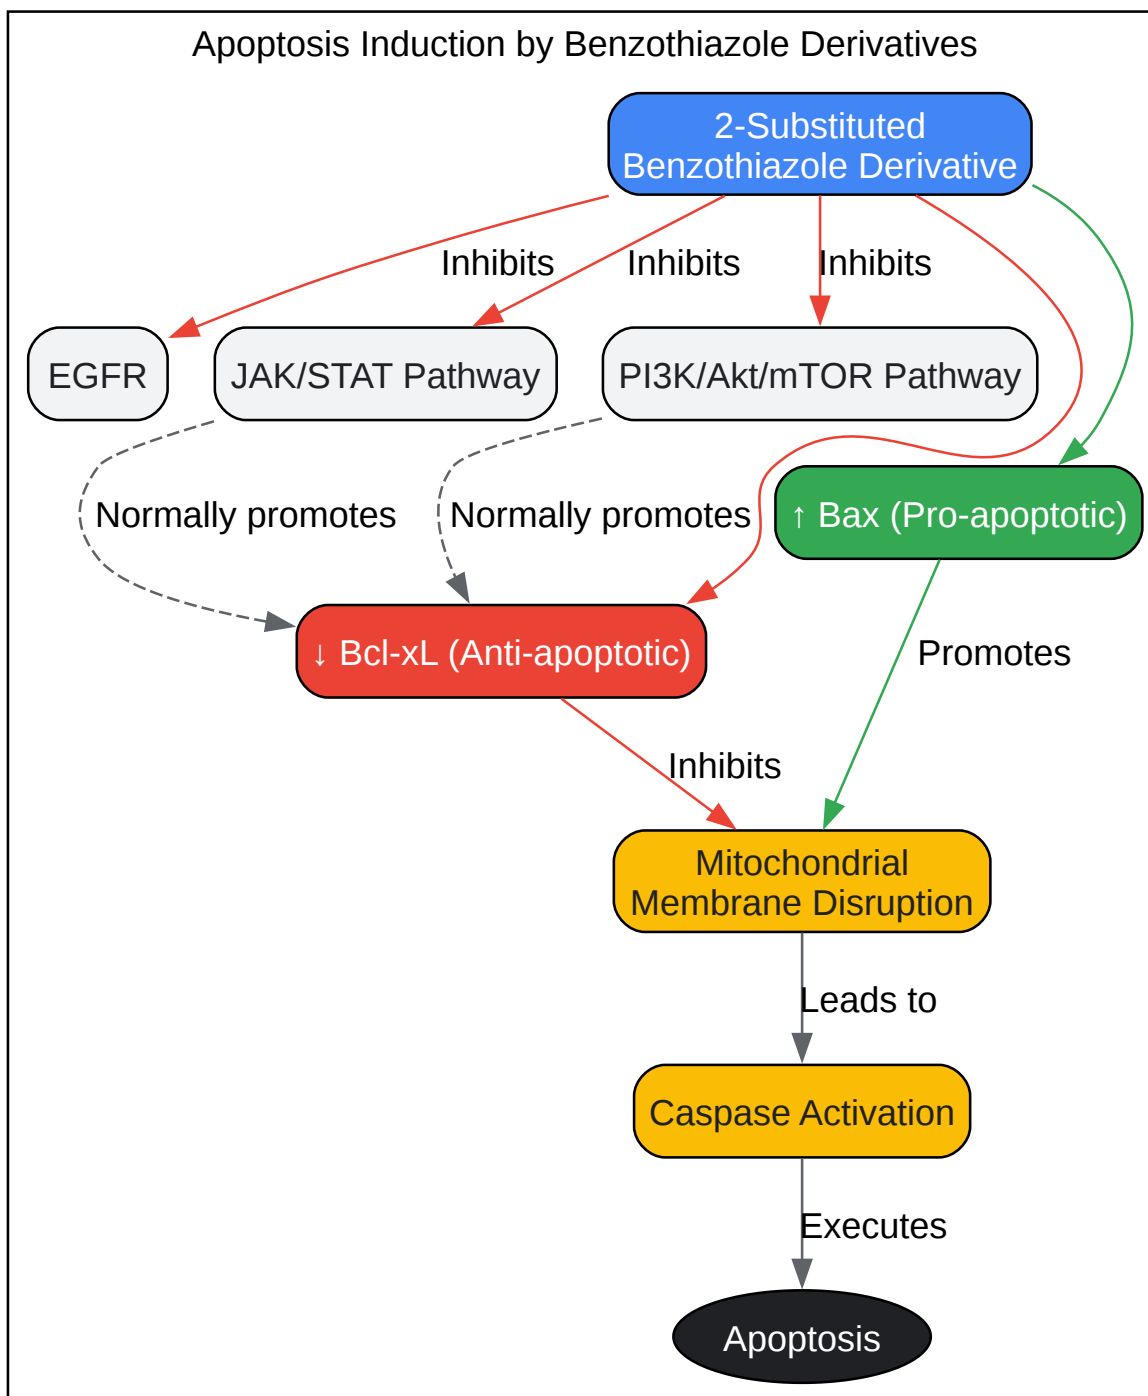 Apoptosis Induction by Benzothiazole Derivatives
2-Substituted
Benzothiazole Derivative
Inhibits
Inhibits
Inhibits
EGFR
JAK/STAT Pathway
PI3K/Akt/mTOR Pathway
Normally promotes
Normally promotes
↑ Bax (Pro-apoptotic)
↓ Bcl-xL (Anti-apoptotic)
Promotes
Inhibits
Mitochondrial
Membrane Disruption
Leads to
Caspase Activation
Executes
Apoptosis